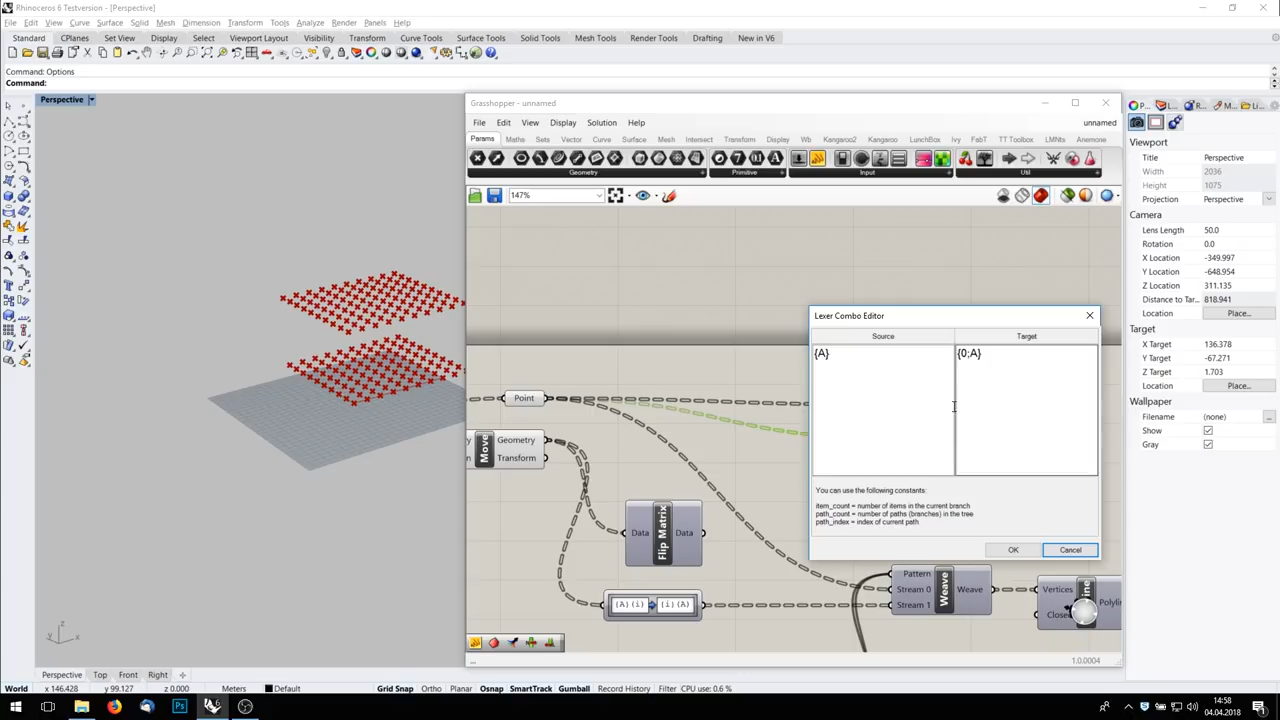 Rhinoceros 6 Testversion - [Perspective]
File Edit View Curve Surface Solid Mesh Dimension Transform Tools Analyze Render Panels Help
Standard CPlanes Set View Display Select Viewport Layout Visibility Transform Curve Tools Surface Tools Solid Tools Mesh Tools Render Tools Drafting New in V6
Command: Options
Command:
Perspective
Grasshopper - unnamed
File Edit View Display Solution Help unnamed
Params Maths Sets Vector Curve Surface Mesh Intersect Transform Display Wb Kangaroo2 Kangaroo LunchBox Ivy FabT TT Toolbox LMNts Anemone
Geometry Primitive Input Util
147%
Lexer Combo Editor
Source Target
{A} {0;A}
You can use the following constants:
item_count = number of items in the current branch
path_count = number of paths (branches) in the tree
path_index = index of current path
OK Cancel
Point
Move Geometry
Transform
Data Flip Matrix Data
{A}(i) {i}(A)
Pattern
Stream 0 Weave Weave
Stream 1
Vertices
Closed
Polylin
...
1.0.0004
Viewport
Title Perspective
Width 2036
Height 1075
Projection Perspective
Camera
Lens Length 50.0
Rotation 0.0
X Location -349.997
Y Location -648.954
Z Location 311.135
Distance to Tar... 818.941
Location Place...
Target
X Target 136.378
Y Target -67.271
Z Target 1.703
Location Place...
Wallpaper
Filename (none) ...
Show
Gray
z
y
x
Perspective Top Front Right
World x 146.428 y 99.127 z 0.000 Meters Default Grid Snap Ortho Planar Osnap SmartTrack Gumball Record History Filter CPU use: 0.6 %
14:58
04.04.2018